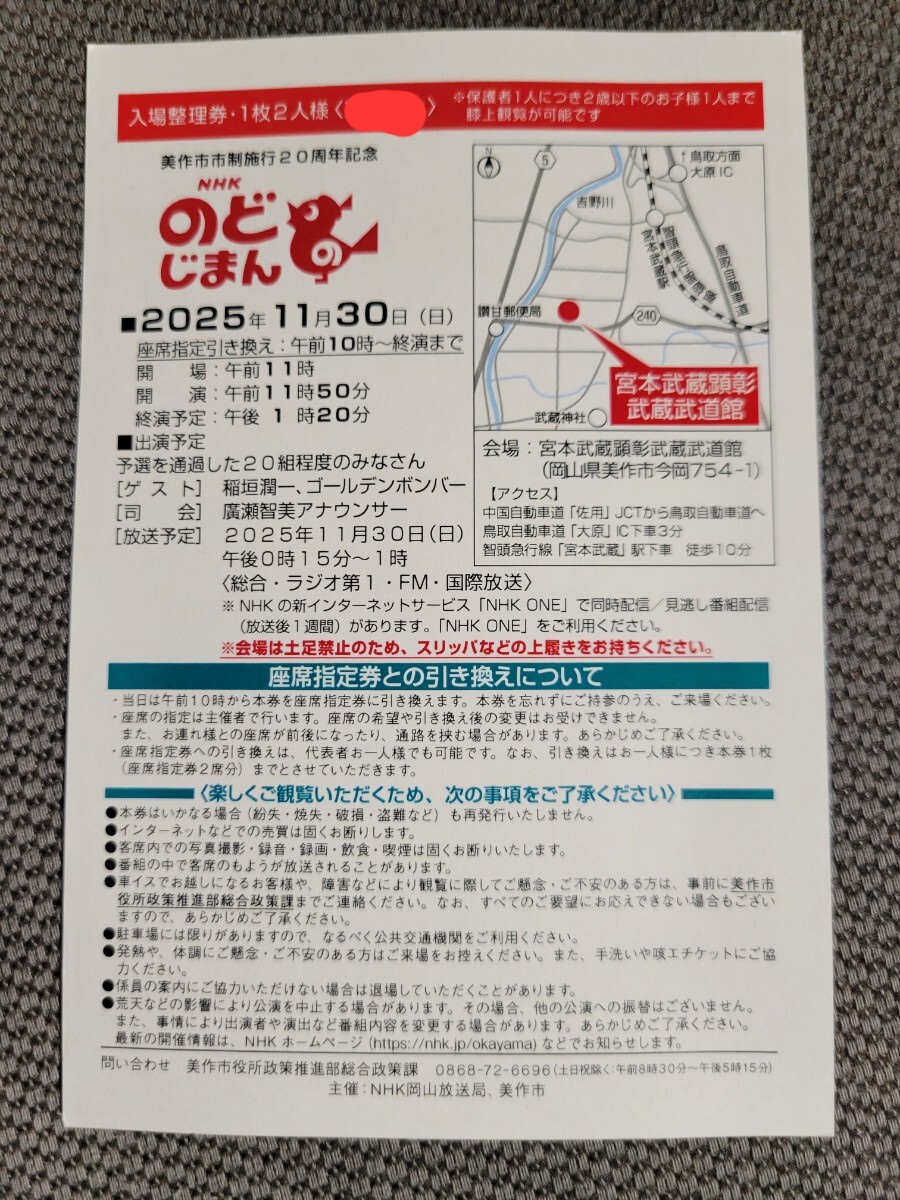 入場整理券・1枚2人様〈 〉
※保護者1人につき2歳以下のお子様1人まで
膝上観覧が可能です
美作市市制施行20周年記念
NHK
のど
じまん
の
■2025年11月30日（日）
座席指定引き換え：午前10時～終演まで
開　　場：午前11時
開　　演：午前11時50分
終演予定：午後 1 時20分
■出演予定
予選を通過した20組程度のみなさん
［ゲスト］ 稲垣潤一、ゴールデンボンバー
［司　会］ 廣瀬智美アナウンサー
［放送予定］ 2025年11月30日(日)
午後0時15分～1時
〈総合・ラジオ第1・FM・国際放送〉
※NHKの新インターネットサービス「NHK ONE」で同時配信／見逃し番組配信
（放送後1週間）があります。「NHK ONE」をご利用ください。
※会場は土足禁止のため、スリッパなどの上履きをお持ちください。
N
5
↑鳥取方面
大原IC
吉野川
宮本武蔵駅
智頭急行智頭線
鳥取自動車道
讃甘郵便局
240
宮本武蔵顕彰
武蔵武道館
武蔵神社
会場：宮本武蔵顕彰武蔵武道館
（岡山県美作市今岡754-1）
【アクセス】
中国自動車道「佐用」JCTから鳥取自動車道へ
鳥取自動車道「大原」IC下車3分
智頭急行線「宮本武蔵」駅下車　徒歩10分
座席指定券との引き換えについて
・当日は午前10時から本券を座席指定券に引き換えます。本券を忘れずにご持参のうえ、ご来場ください。
・座席の指定は主催者で行います。座席の希望や引き換え後の変更はお受けできません。
また、お連れ様との座席が前後になったり、通路を挟む場合があります。あらかじめご了承ください。
・座席指定券への引き換えは、代表者お一人様でも可能です。なお、引き換えはお一人様につき本券1枚
（座席指定券2席分）までとさせていただきます。
〈楽しくご観覧いただくため、次の事項をご了承ください〉
●本券はいかなる場合（紛失・焼失・破損・盗難など）も再発行いたしません。
●インターネットなどでの売買は固くお断りします。
●客席内での写真撮影・録音・録画・飲食・喫煙は固くお断りいたします。
●番組の中で客席のもようが放送されることがあります。
●車イスでお越しになるお客様や、障害などにより観覧に際してご懸念・ご不安のある方は、事前に美作市
役所政策推進部総合政策課までご連絡ください。なお、すべてのご要望にお応えできない場合もござい
ますので、あらかじめご了承ください。
●駐車場には限りがありますので、なるべく公共交通機関をご利用ください。
●発熱や、体調にご懸念・ご不安のある方はご来場をお控えください。また、手洗いや咳エチケットにご協
力ください。
●係員の案内にご協力いただけない場合は退場していただくことがあります。
●荒天などの影響により公演を中止する場合があります。その場合、他の公演への振替はございません。
また、事情により出演者や演出など番組内容を変更する場合があります。あらかじめご了承ください。
最新の開催情報は、NHK ホームページ（https://nhk.jp/okayama）などでお知らせします。
問い合わせ　美作市役所政策推進部総合政策課　0868-72-6696（土日祝除く：午前8時30分～午後5時15分）
主催：NHK岡山放送局、美作市